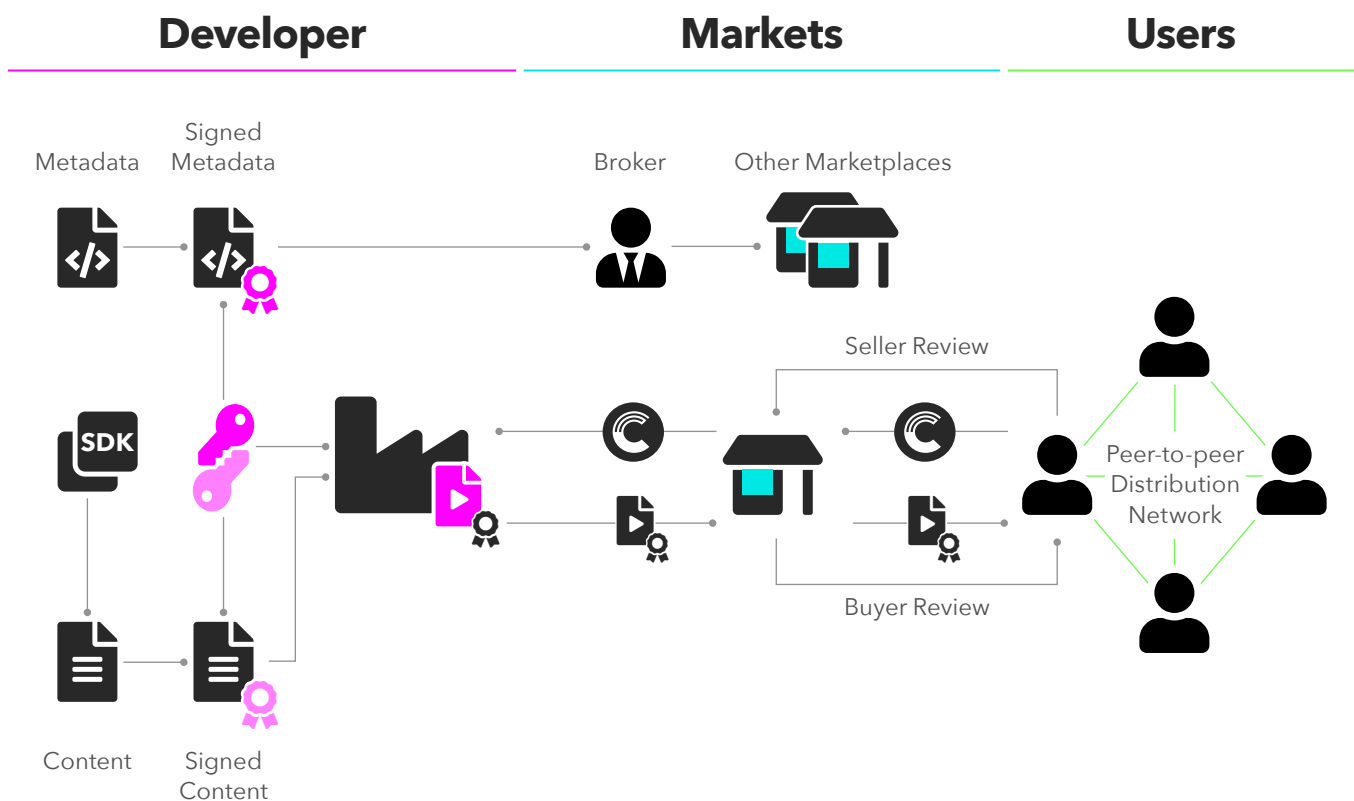 Developer
Markets
Users
Metadata
Signed
Metadata
Broker
Other Marketplaces
</>
</>
Seller Review
SDK
Peer-to-peer
Distribution
Network
Buyer Review
Content
Signed
Content